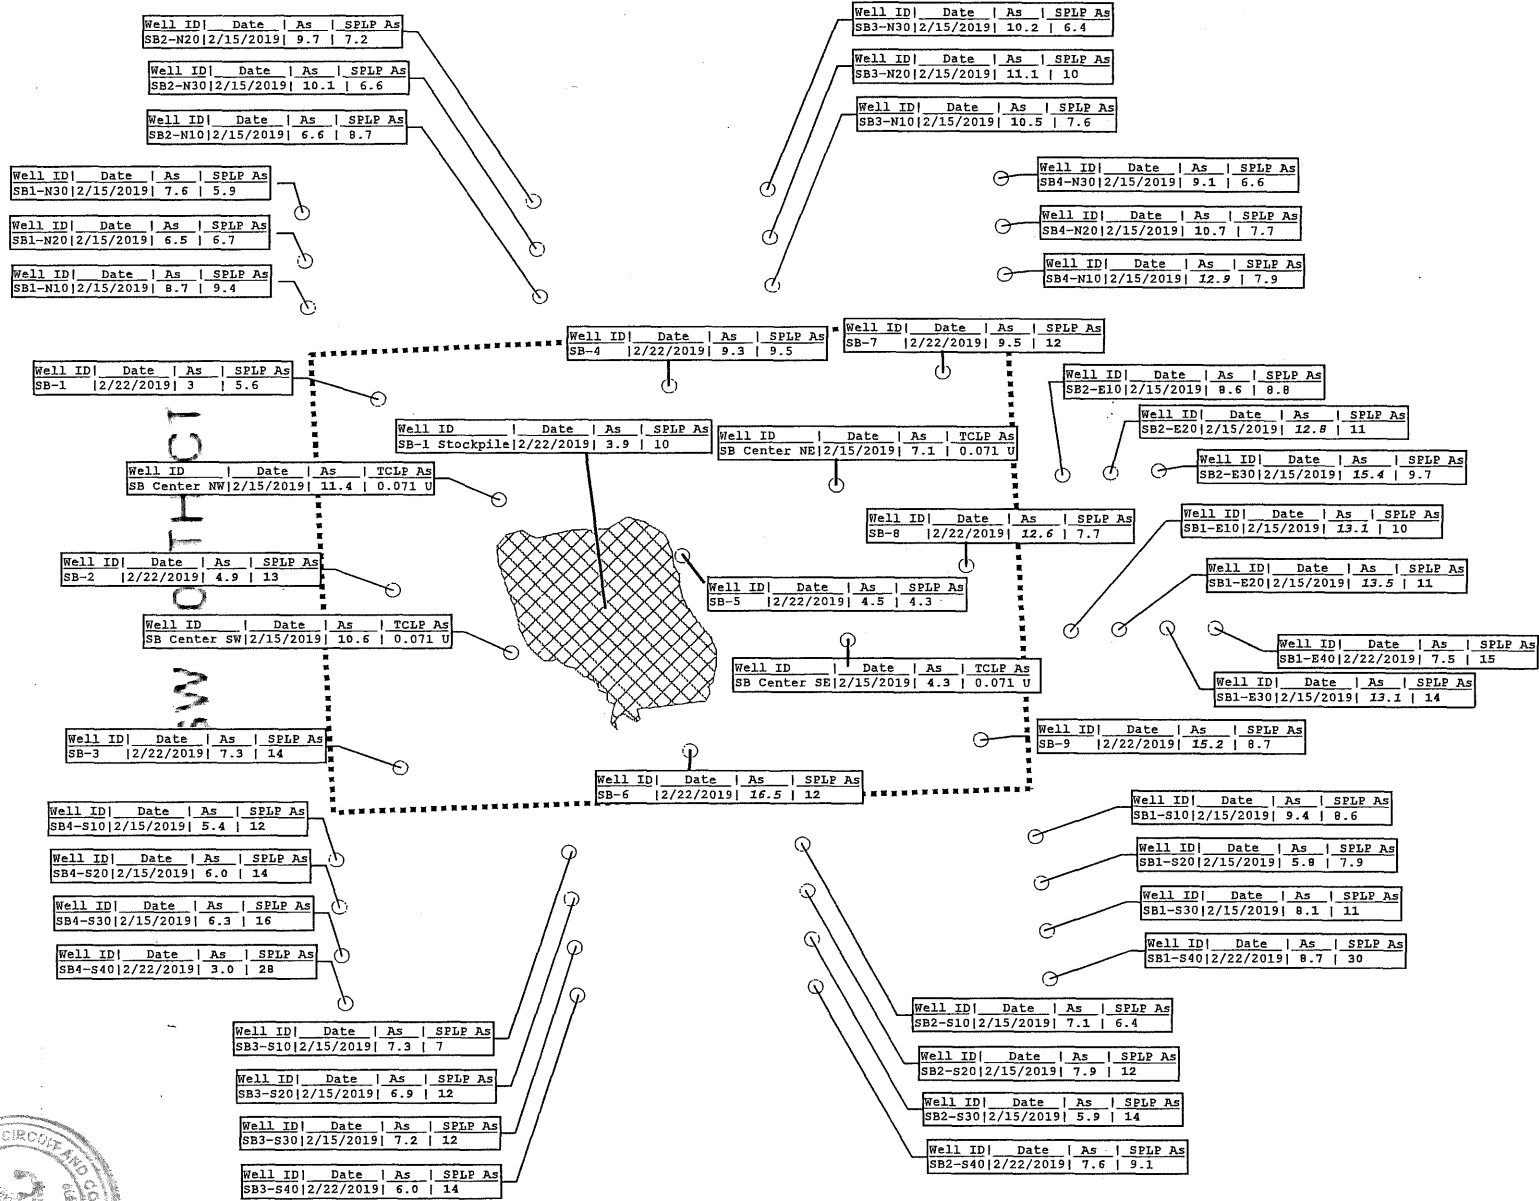 Well ID| Date | As | SPLP As
SB2-N20|2/15/2019| 9.7 | 7.2
Well ID| Date | As | SPLP As
SB3-N30|2/15/2019| 10.2 | 6.4
Well ID| Date | As | SPLP As
SB2-N30|2/15/2019| 10.1 | 6.6
Well ID| Date | As | SPLP As
SB3-N20|2/15/2019| 11.1 | 10
Well ID| Date | As | SPLP As
SB2-N10|2/15/2019| 6.6 | 8.7
Well ID| Date | As | SPLP As
SB3-N10|2/15/2019| 10.5 | 7.6
Well ID| Date | As | SPLP As
SB1-N30|2/15/2019| 7.6 | 5.9
Well ID| Date | As | SPLP As
SB4-N30|2/15/2019| 9.1 | 6.6
Well ID| Date | As | SPLP As
SB1-N20|2/15/2019| 6.5 | 6.7
Well ID| Date | As | SPLP As
SB4-N20|2/15/2019| 10.7 | 7.7
Well ID| Date | As | SPLP As
SB1-N10|2/15/2019| 8.7 | 9.4
Well ID| Date | As | SPLP As
SB4-N10|2/15/2019| 12.9 | 7.9
Well ID| Date | As | SPLP As
SB-4 |2/22/2019| 9.3 | 9.5
Well ID| Date | As | SPLP As
SB-7 |2/22/2019| 9.5 | 12
Well ID| Date | As | SPLP As
SB-1 |2/22/2019| 3 | 5.6
Well ID| Date | As | SPLP As
SB2-E10|2/15/2019| 8.6 | 8.8
Well ID| Date | As | SPLP As
SB2-E20|2/15/2019| 12.8 | 11
Well ID | Date | As | SPLP As
SB-1 Stockpile|2/22/2019| 3.9 | 10
Well ID | Date | As | TCLP As
SB Center NE|2/15/2019| 7.1 | 0.071 U
Well ID| Date | As | SPLP As
SB2-E30|2/15/2019| 15.4 | 9.7
Well ID | Date | As | TCLP As
SB Center NW|2/15/2019| 11.4 | 0.071 U
Well ID| Date | As | SPLP As
SB1-E10|2/15/2019| 13.1 | 10
Well ID| Date | As | SPLP As
SB-8 |2/22/2019| 12.6 | 7.7
Well ID| Date | As | SPLP As
SB-2 |2/22/2019| 4.9 | 13
Well ID| Date | As | SPLP As
SB1-E20|2/15/2019| 13.5 | 11
Well ID| Date | As | SPLP As
SB-5 |2/22/2019| 4.5 | 4.3
Well ID | Date | As | TCLP As
SB Center SW|2/15/2019| 10.6 | 0.071 U
Well ID| Date | As | SPLP As
SB1-E40|2/22/2019| 7.5 | 15
Well ID | Date | As | TCLP As
SB Center SE|2/15/2019| 4.3 | 0.071 U
Well ID| Date | As | SPLP As
SB1-E30|2/15/2019| 13.1 | 14
SW
CT
Well ID| Date | As | SPLP As
SB-3 |2/22/2019| 7.3 | 14
Well ID| Date | As | SPLP As
SB-9 |2/22/2019| 15.2 | 8.7
Well ID| Date | As | SPLP As
SB-6 |2/22/2019| 16.5 | 12
Well ID| Date | As | SPLP As
SB4-S10|2/15/2019| 5.4 | 12
Well ID| Date | As | SPLP As
SB1-S10|2/15/2019| 9.4 | 8.6
Well ID| Date | As | SPLP As
SB4-S20|2/15/2019| 6.0 | 14
Well ID| Date | As | SPLP As
SB1-S20|2/15/2019| 5.8 | 7.9
Well ID| Date | As | SPLP As
SB4-S30|2/15/2019| 6.3 | 16
Well ID| Date | As | SPLP As
SB1-S30|2/15/2019| 8.1 | 11
Well ID| Date | As | SPLP As
SB4-S40|2/22/2019| 3.0 | 28
Well ID| Date | As | SPLP As
SB1-S40|2/22/2019| 8.7 | 30
Well ID| Date | As | SPLP As
SB2-S10|2/15/2019| 7.1 | 6.4
Well ID| Date | As | SPLP As
SB3-S10|2/15/2019| 7.3 | 7
Well ID| Date | As | SPLP As
SB2-S20|2/15/2019| 7.9 | 12
Well ID| Date | As | SPLP As
SB3-S20|2/15/2019| 6.9 | 12
Well ID| Date | As | SPLP As
SB2-S30|2/15/2019| 5.9 | 14
Well ID| Date | As | SPLP As
SB3-S30|2/15/2019| 7.2 | 12
Well ID| Date | As | SPLP As
SB2-S40|2/22/2019| 7.6 | 9.1
Well ID| Date | As | SPLP As
SB3-S40|2/22/2019| 6.0 | 14
CIRCUIT AND CO